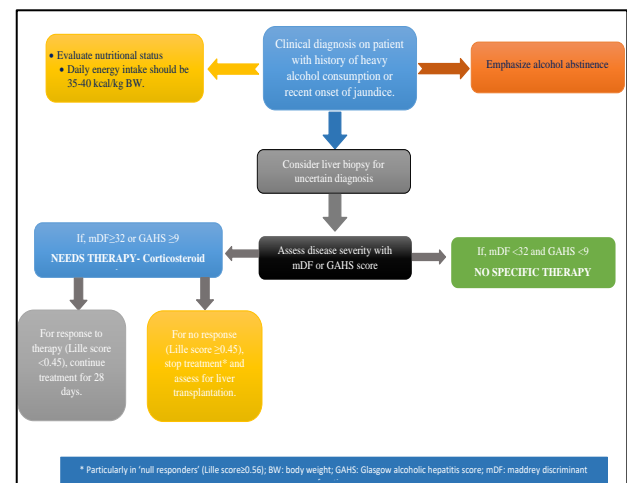 • Evaluate nutritional status
• Daily energy intake should be
35-40 kcal/kg BW.
Clinical diagnosis on patient
with history of heavy
alcohol consumption or
recent onset of jaundice.
Emphasize alcohol abstinence
Consider liver biopsy for
uncertain diagnosis
If, mDF≥32 or GAHS ≥9
NEEDS THERAPY- Corticosteroid
Assess disease severity with
mDF or GAHS score
If, mDF <32 and GAHS <9
NO SPECIFIC THERAPY
For response to
therapy (Lille score
<0.45), continue
treatment for 28
days.
For no response
(Lille score ≥0.45),
stop treatment* and
assess for liver
transplantation.
* Particularly in 'null responders' (Lille score≥0.56); BW: body weight; GAHS: Glasgow alcoholic hepatitis score; mDF: maddrey discriminant